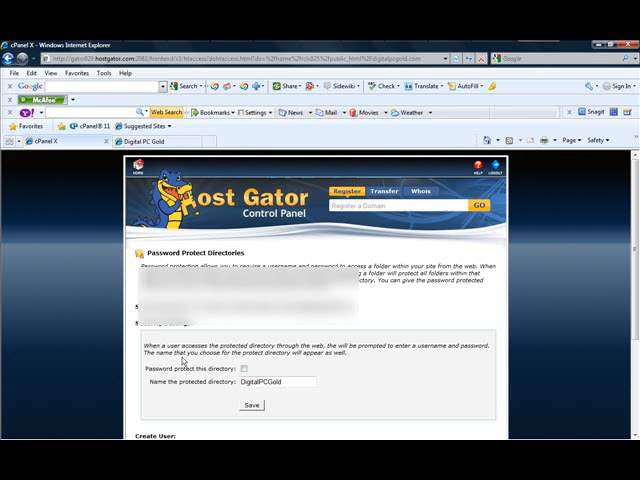 cPanel X - Windows Internet Explorer
http://gator929.hostgator.com:2082/frontend/x3/htaccess/dohtaccess.html?dir=%2Fhome%2Frclc825%2Fpublic_html%2Fdigitalpcgold.com
Google
File Edit View Favorites Tools Help
Google Search Share Sidewiki Check Translate AutoFill Sign In
McAfee
Y! Web Search Bookmarks Settings News Mail Movies Weather Snagit
Favorites cPanel® 11 Suggested Sites
cPanel X Digital PC Gold Page Safety
HOME HELP LOGOUT
Host Gator
Control Panel
Register Transfer Whois
Register a Domain GO
Password Protect Directories
Password protecting allows you to require a username and password to access a folder within your site from the web. When
g a folder will protect all folders within that
ctory. You can give the password protected
When a user accesses the protected directory through the web, the will be prompted to enter a username and password.
The name that you choose for the protect directory will appear as well.
Password protect this directory:
Name the protected directory: DigitalPCGold
Save
Create User: